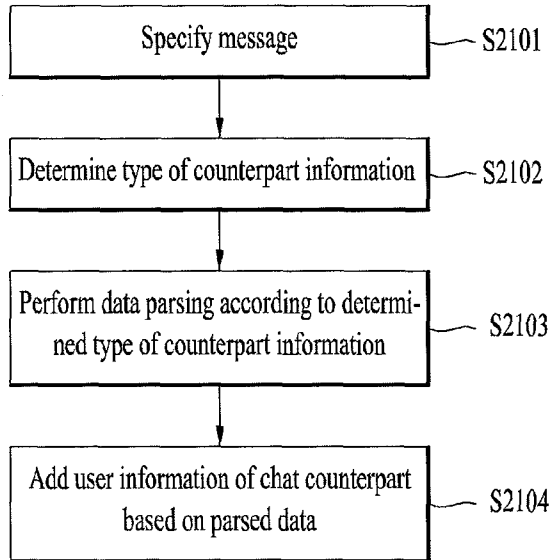 Specify message
S2101
Determine type of counterpart information
S2102
Perform data parsing according to determi-
ned type of counterpart information
S2103
Add user information of chat counterpart
based on parsed data
S2104